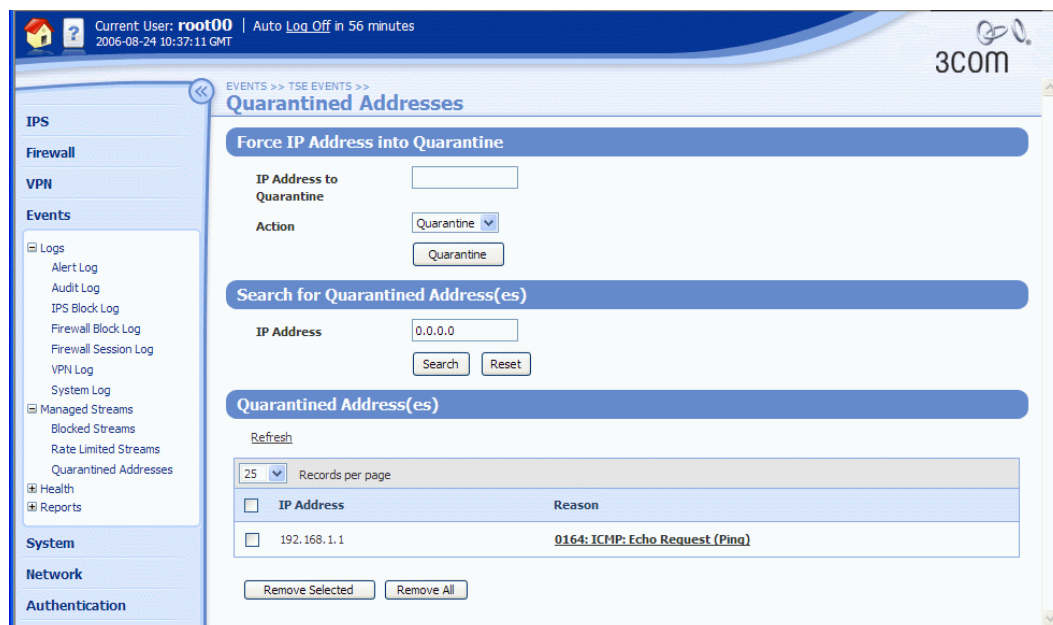 Current User: root00 | Auto Log Off in 56 minutes
2006-08-24 10:37:11 GMT
3COM
IPS
Firewall
VPN
Events
Logs
Alert Log
Audit Log
IPS Block Log
Firewall Block Log
Firewall Session Log
VPN Log
System Log
Managed Streams
Blocked Streams
Rate Limited Streams
Quarantined Addresses
Health
Reports
System
Network
Authentication
EVENTS >> TSE EVENTS >>
Quarantined Addresses
Force IP Address into Quarantine
IP Address to
Quarantine
Action Quarantine
Quarantine
Search for Quarantined Address(es)
IP Address 0.0.0.0
Search Reset
Quarantined Address(es)
Refresh
25 Records per page
IP Address Reason
192.168.1.1 0164: ICMP: Echo Request (Ping)
Remove Selected Remove All